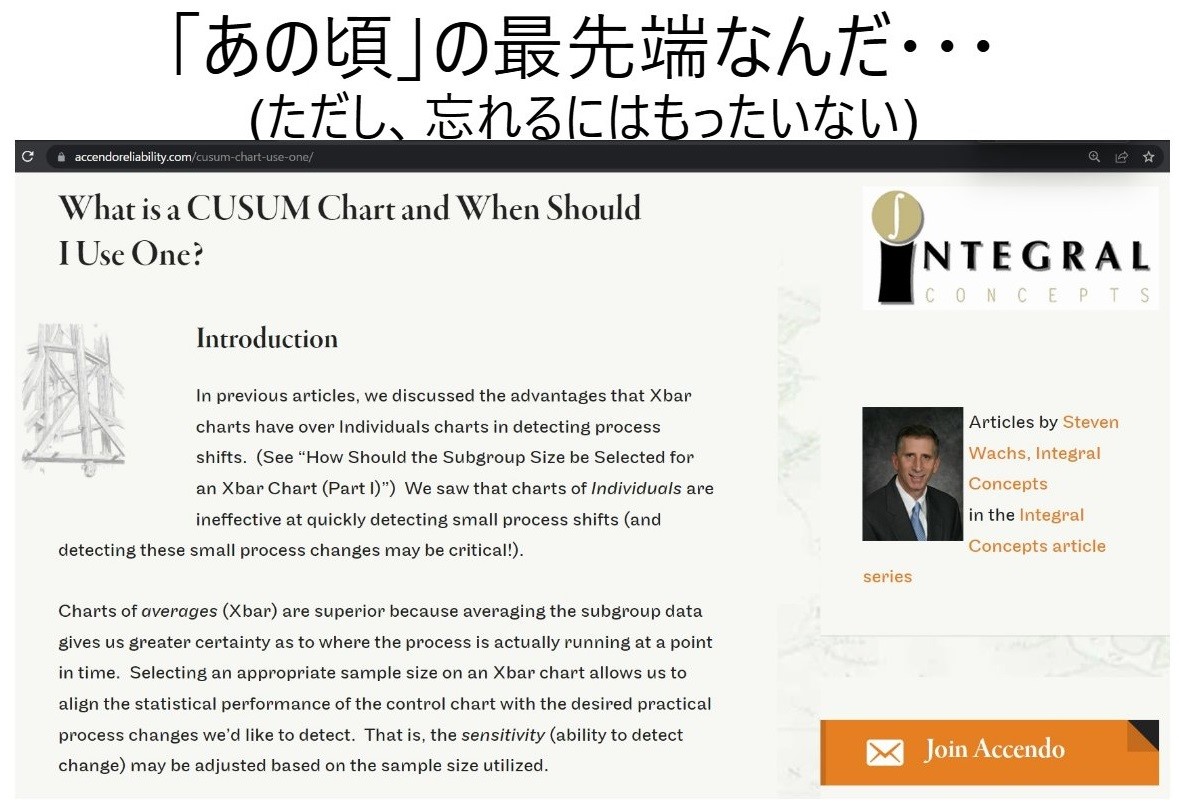 「あの頃」の最先端なんだ・・・
(ただし、忘れるにはもったいない)
accendoreliability.com/cusum-chart-use-one/
What is a CUSUM Chart and When Should
I Use One?
Introduction
In previous articles, we discussed the advantages that Xbar
charts have over Individuals charts in detecting process
shifts.  (See “How Should the Subgroup Size be Selected for
an Xbar Chart (Part I)”)  We saw that charts of Individuals are
ineffective at quickly detecting small process shifts (and
detecting these small process changes may be critical!).
Charts of averages (Xbar) are superior because averaging the subgroup data
gives us greater certainty as to where the process is actually running at a point
in time.  Selecting an appropriate sample size on an Xbar chart allows us to
align the statistical performance of the control chart with the desired practical
process changes we’d like to detect.  That is, the sensitivity (ability to detect
change) may be adjusted based on the sample size utilized.
INTEGRAL
CONCEPTS
Articles by Steven
Wachs, Integral
Concepts
in the Integral
Concepts article
series
Join Accendo